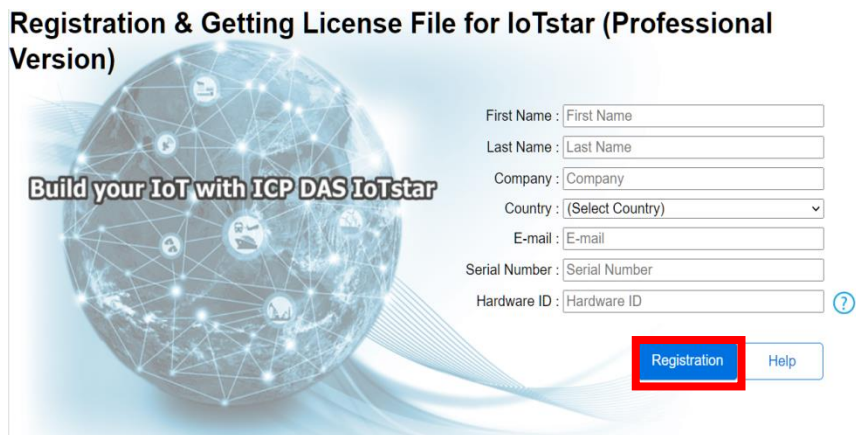 Registration & Getting License File for IoTstar (Professional
Version)
First Name : First Name
Last Name : Last Name
Build your IoT with ICP DAS IoTstar
Company : Company
Country : (Select Country)
E-mail : E-mail
Serial Number : Serial Number
Hardware ID : Hardware ID ?
Registration Help